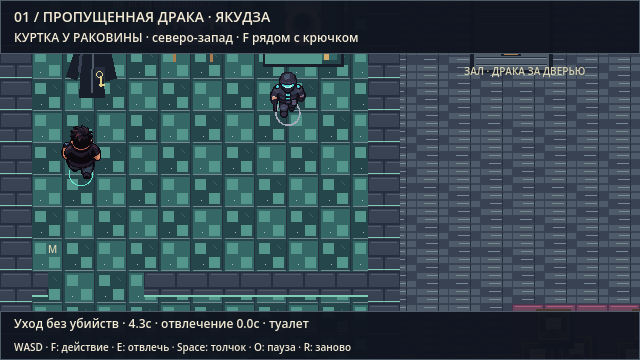 01 / ПРОПУЩЕННАЯ ДРАКА · ЯКУДЗА
КУРТКА У РАКОВИНЫ · северо-запад · F рядом с крючком
ЗАЛ · ДРАКА ЗА ДВЕРЬЮ
М
Уход без убийств · 4.3с · отвлечение 0.0с · туалет
WASD · F: действие · E: отвлечь · Space: толчок · O: пауза · R: заново